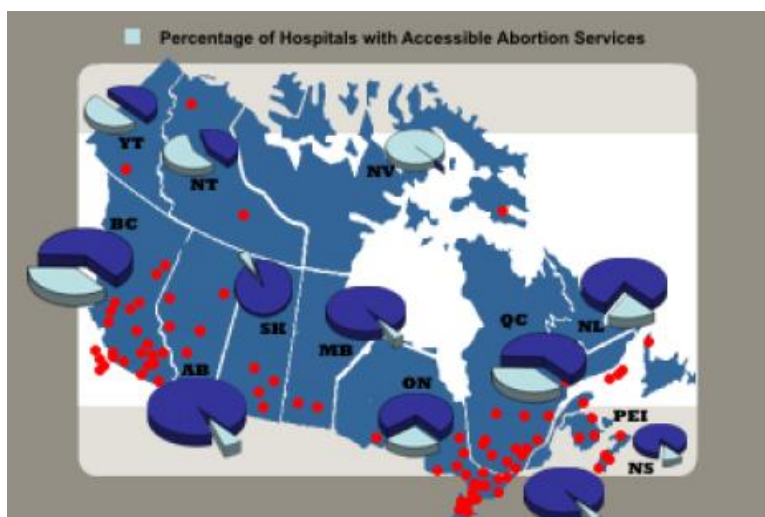 Percentage of Hospitals with Accessible Abortion Services
YT
NT
NV
BC
SK
MB
QC
NL
AB
ON
PEI
NS